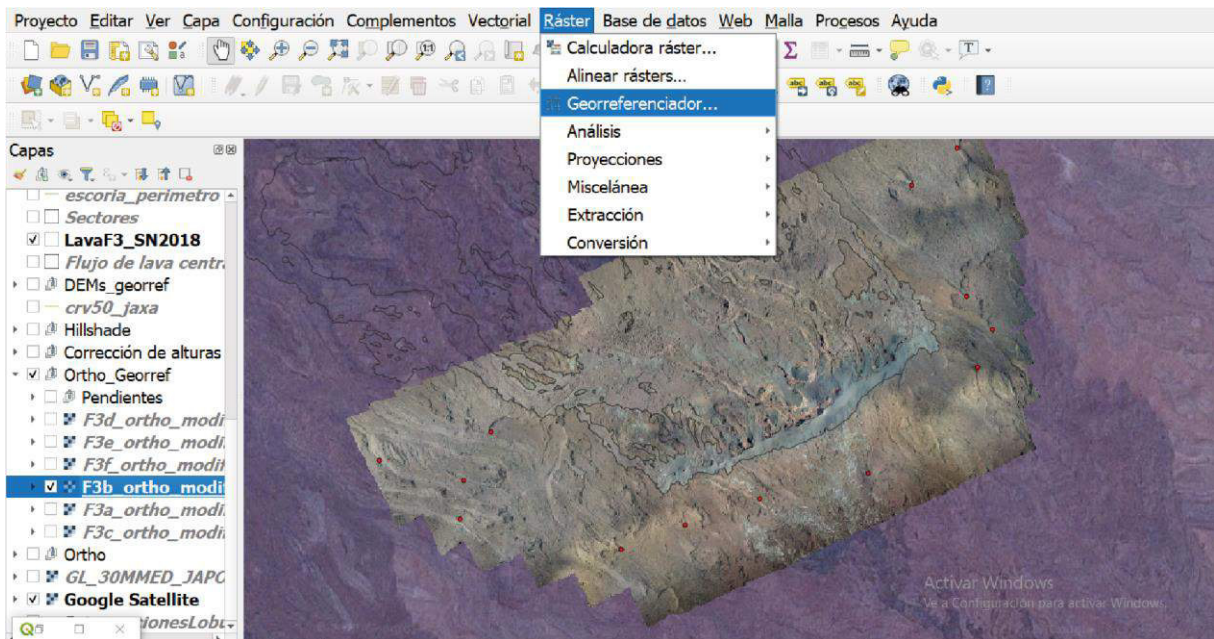 Proyecto Editar Ver Capa Configuración Complementos Vectorial Ráster Base de datos Web Malla Procesos Ayuda
Calculadora ráster...
Alinear rásters...
Georreferenciador...
Análisis
Proyecciones
Miscelánea
Extracción
Conversión
Capas
escoria_perimetro
Sectores
LavaF3_SN2018
Flujo de lava centr
DEMs_georref
crv50_jaxa
Hillshade
Corrección de alturas
Ortho_Georref
Pendientes
F3d_ortho_modi
F3e_ortho_modi
F3f_ortho_modi
F3b_ortho_modi
F3a_ortho_modi
F3c_ortho_modi
Ortho
GL_30MMED_JAPO
Google Satellite
ionesLobu
Activar Windows
Ve a Configuración para activar Windows.